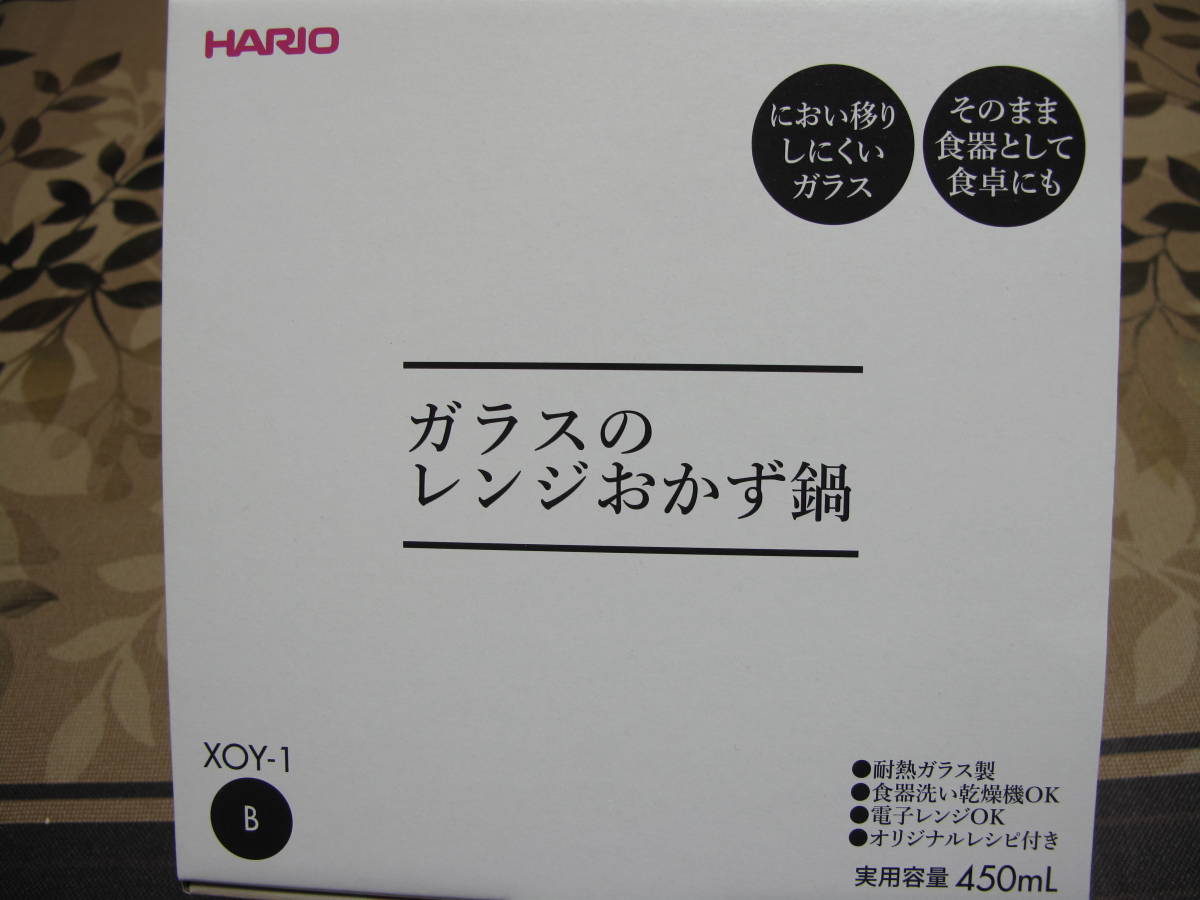 HARIO
におい移り
しにくい
ガラス
そのまま
食器として
食卓にも
ガラスの
レンジおかず鍋
XOY-1
B
●耐熱ガラス製
●食器洗い乾燥機OK
●電子レンジOK
●オリジナルレシピ付き
実用容量 450mL